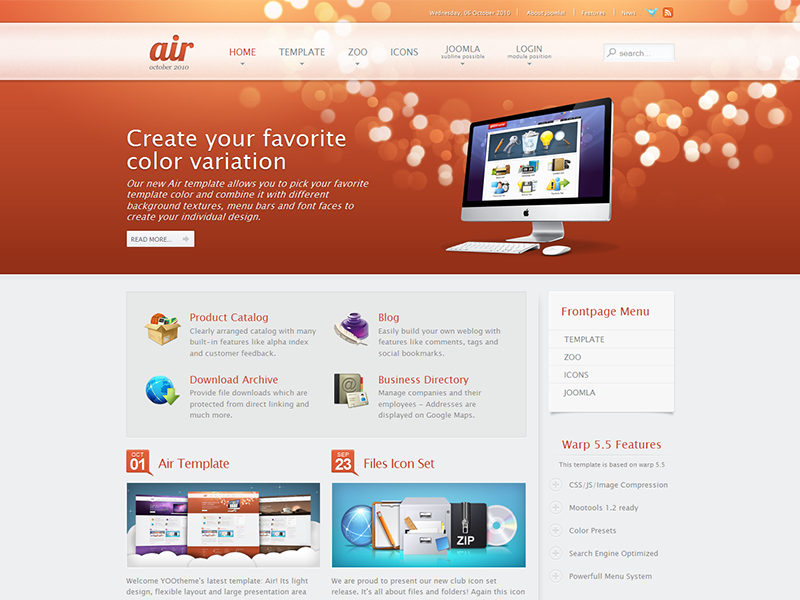 Wednesday, 06 October 2010
About Joomla!
Features
News
air
october 2010
HOME
TEMPLATE
ZOO
ICONS
JOOMLA
subline possible
LOGIN
module position
search...
Create your favorite
color variation
Our new Air template allows you to pick your favorite
template color and combine it with different
background textures, menu bars and font faces to
create your individual design.
READ MORE...
Product Catalog
Clearly arranged catalog with many
built-in features like alpha index
and customer feedback.
Blog
Easily build your own weblog with
features like comments, tags and
social bookmarks.
Download Archive
Provide file downloads which are
protected from direct linking and
much more.
Business Directory
Manage companies and their
employees - Addresses are
displayed on Google Maps.
Frontpage Menu
TEMPLATE
ZOO
ICONS
JOOMLA
OCT
01
Air Template
SEP
23
Files Icon Set
ZIP
Welcome YOOtheme's latest template: Air! Its light
design, flexible layout and large presentation area
We are proud to present our new club icon set
release. It's all about files and folders! Again this icon
Warp 5.5 Features
This template is based on warp 5.5
CSS/JS/Image Compression
Mootools 1.2 ready
Color Presets
Search Engine Optimized
Powerfull Menu System